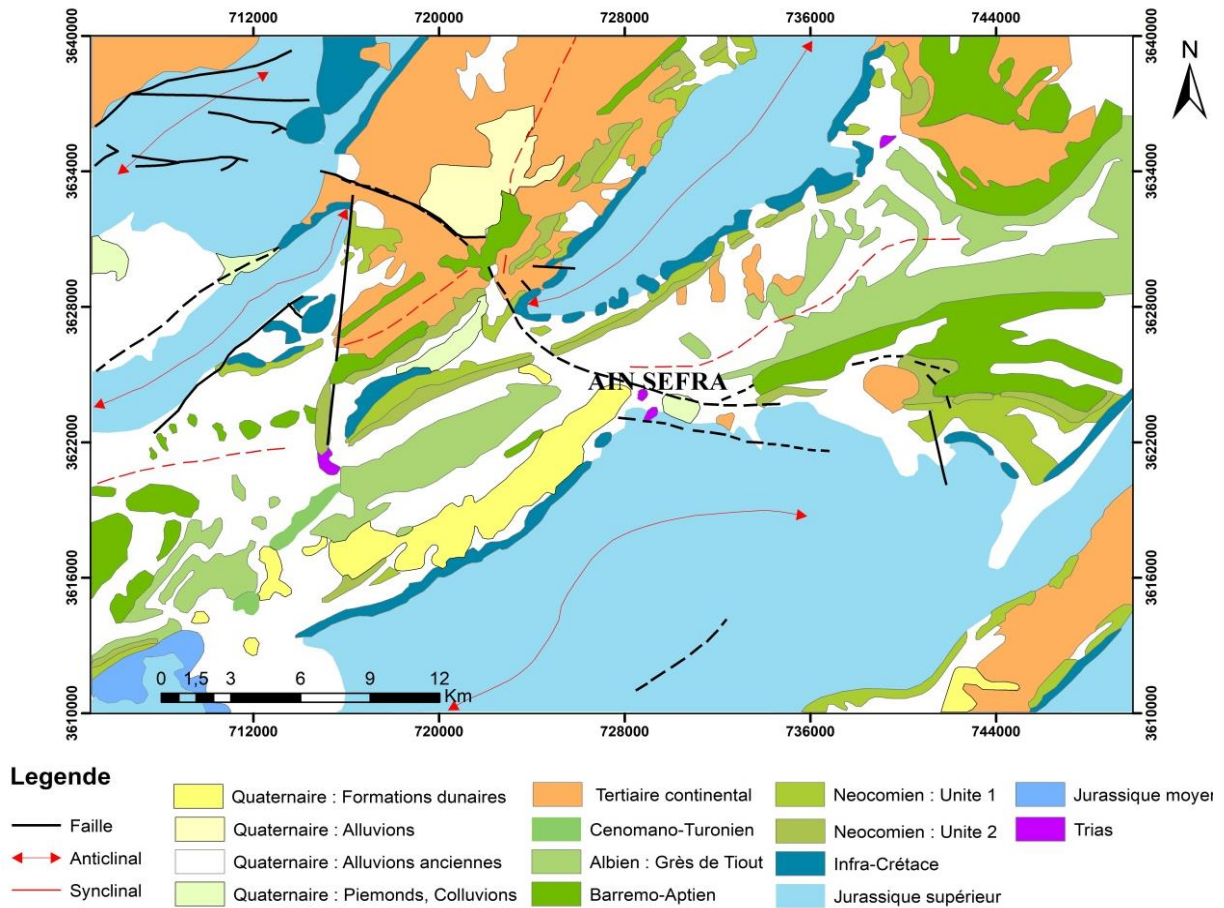 712000 720000 728000 736000 744000
3640000 3640000
N
3634000 3634000
3628000 3628000
AIN SEFRA
3622000 3622000
3616000 3616000
0 1,5 3 6 9 12
Km
3610000 3610000
712000 720000 728000 736000 744000
Legende
Faille
Anticlinal
Synclinal
Quaternaire : Formations dunaires
Quaternaire : Alluvions
Quaternaire : Alluvions anciennes
Quaternaire : Piemonds, Colluvions
Tertiaire continental
Cenomano-Turonien
Albien : Grès de Tiout
Barremo-Aptien
Neocomien : Unite 1
Neocomien : Unite 2
Infra-Crétace
Jurassique supérieur
Jurassique moyer
Trias